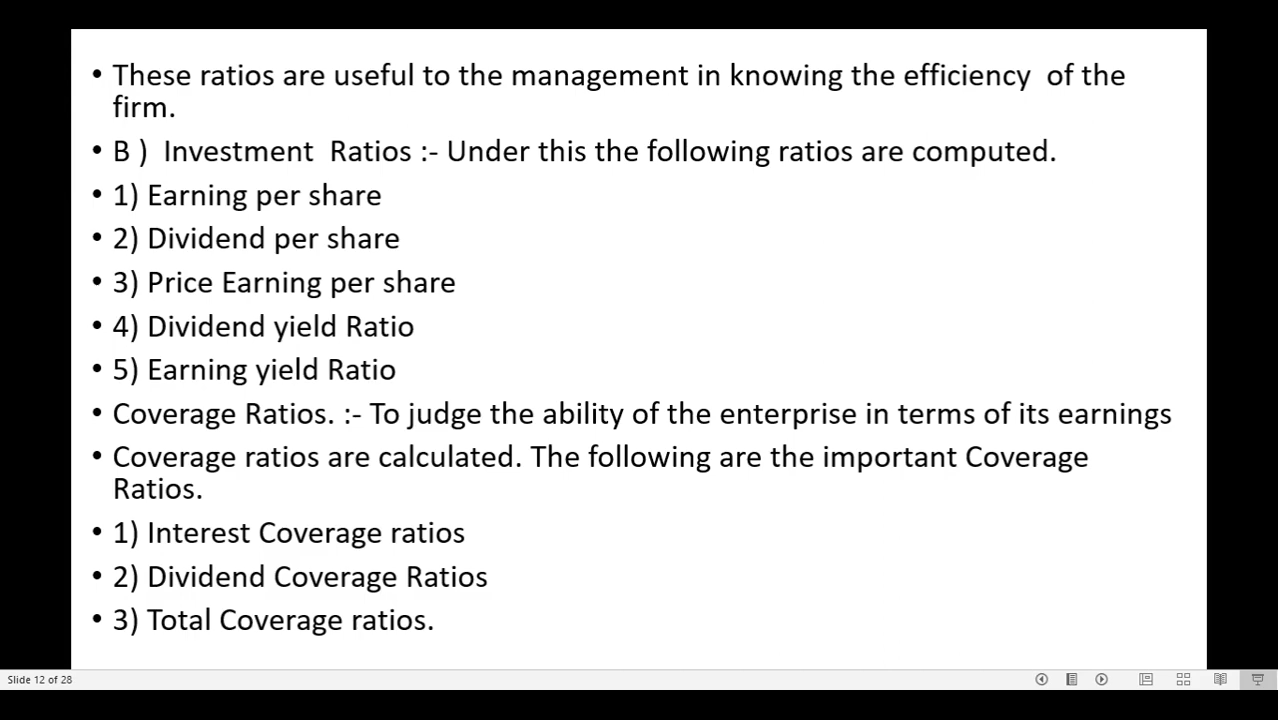 • These ratios are useful to the management in knowing the efficiency  of the
firm.
• B )  Investment  Ratios :- Under this the following ratios are computed.
• 1) Earning per share
• 2) Dividend per share
• 3) Price Earning per share
• 4) Dividend yield Ratio
• 5) Earning yield Ratio
• Coverage Ratios. :- To judge the ability of the enterprise in terms of its earnings
• Coverage ratios are calculated. The following are the important Coverage
Ratios.
• 1) Interest Coverage ratios
• 2) Dividend Coverage Ratios
• 3) Total Coverage ratios.
Slide 12 of 28